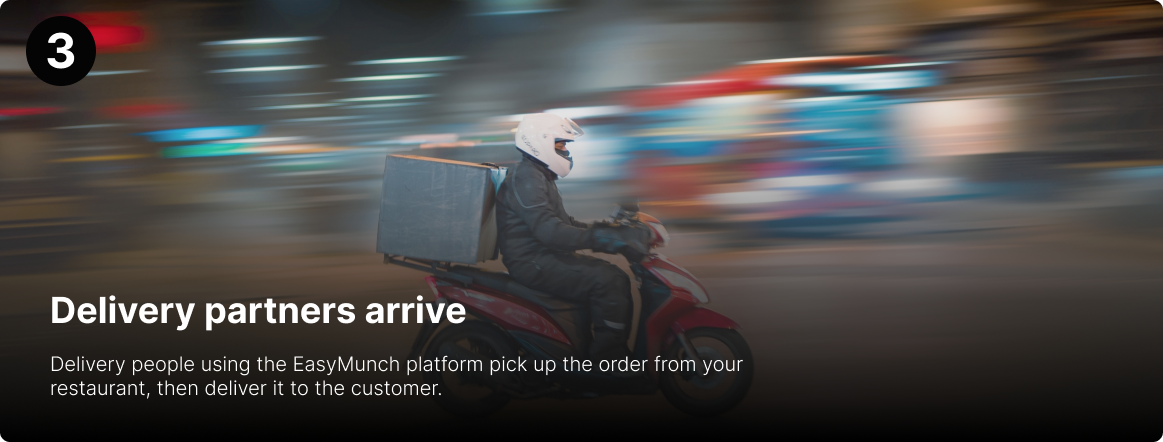 3
Delivery partners arrive
Delivery people using the EasyMunch platform pick up the order from your
restaurant, then deliver it to the customer.